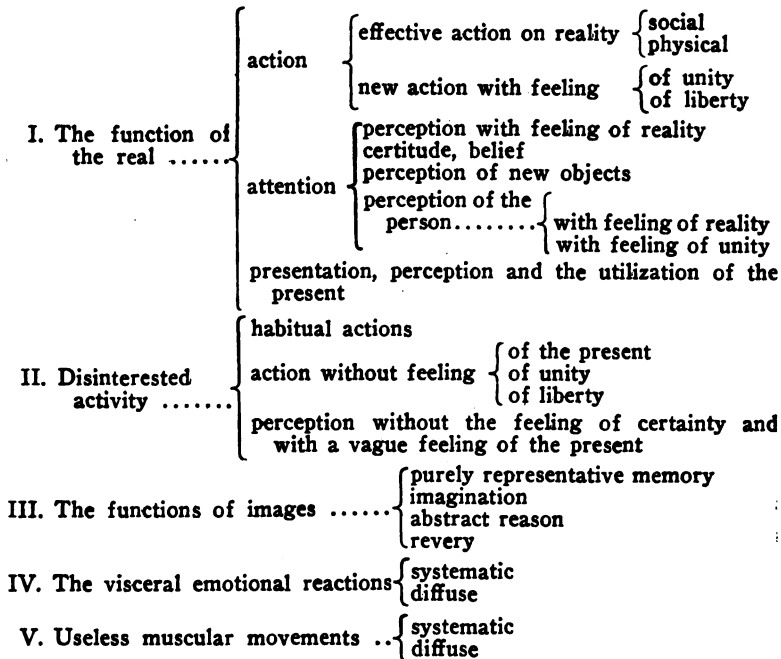 effective action on reality social
physical
action
new action with feeling of unity
of liberty
I. The function of
the real ......
perception with feeling of reality
certitude, belief
perception of new objects
attention
perception of the
person........ with feeling of reality
with feeling of unity
presentation, perception and the utilization of the
present
habitual actions
II. Disinterested
activity .......
action without feeling of the present
of unity
of liberty
perception without the feeling of certainty and
with a vague feeling of the present
III. The functions of images ......
purely representative memory
imagination
abstract reason
revery
IV. The visceral emotional reactions systematic
diffuse
V. Useless muscular movements .. systematic
diffuse